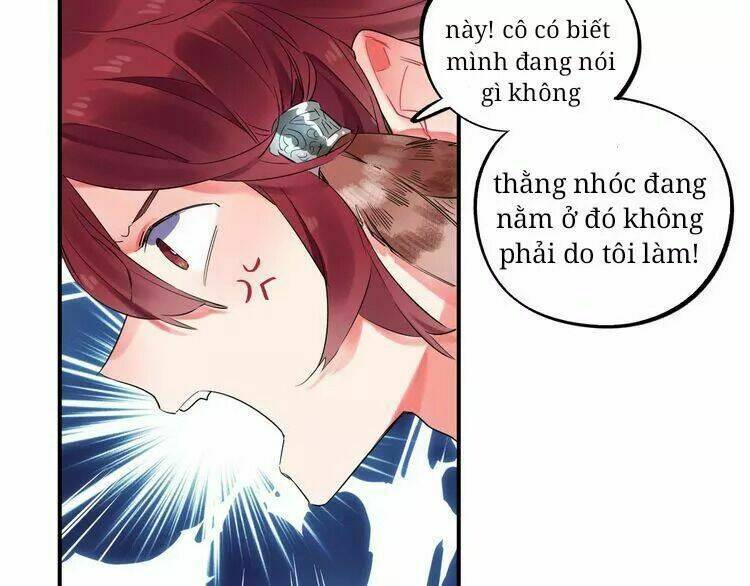 này! cô có biết
mình đang nói
gì không
thằng nhóc đang
nằm ở đó không
phải do tôi làm!